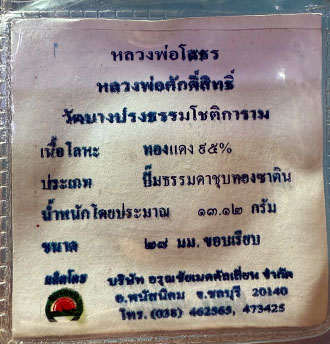 หลวงพ่อโสธร
หลวงพ่อศักดิ์สิทธิ์
วัดบางปรงธรรมโชติการาม
เนื้อโลหะ ทองแดง ๙๕%
ประเภท ปั๊มธรรมดาชุบทองซาติน
น้ำหนักโดยประมาณ ๑๓.๑๒ กรัม
ขนาด ๒๘ มม. ขอบเรียบ
ผลิตโดย
บริษัท อรุณชัยเมดคัลเลี่ยน จำกัด
อ.พนัสนิคม จ.ชลบุรี 20140
โทร. (038) 462565, 473425